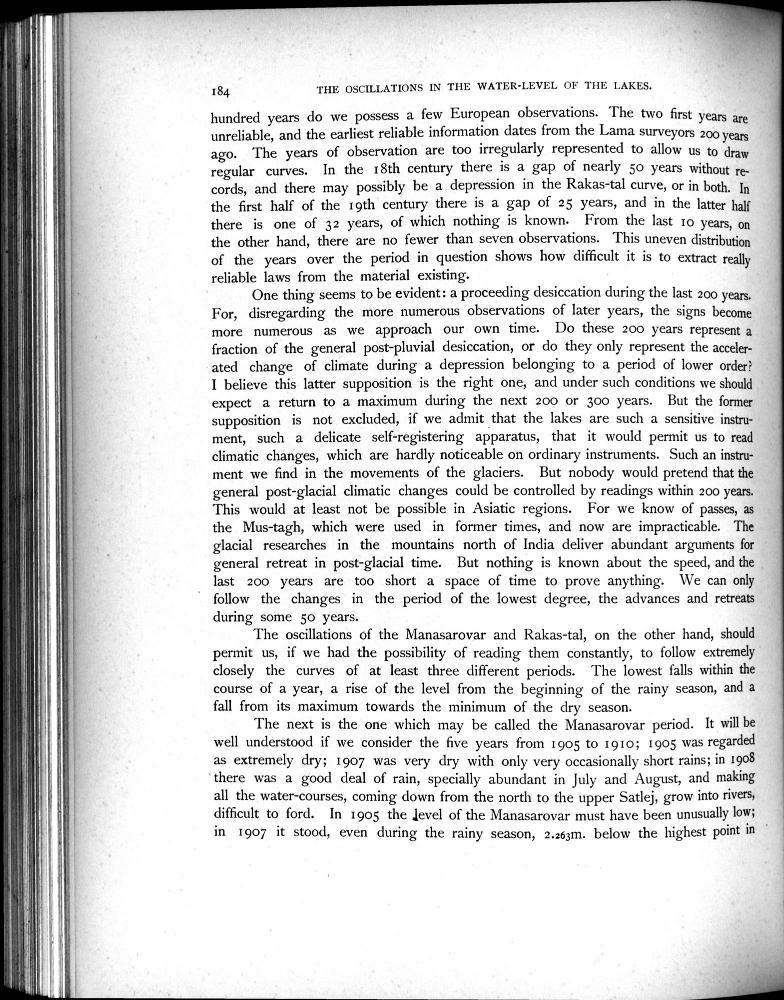 184 THE OSCILLATIONS IN THE WATER-LEVEL OF THE LAKES.
hundred years do we possess a few European observations. The two first years are
unreliable, and the earliest reliable information dates from the Lama surveyors 200 years
ago. The years of observation are too irregularly represented to allow us to draw
regular curves. In the 18th century there is a gap of nearly 50 years without re-
cords, and there may possibly be a depression in the Rakas-tal curve, or in both. In
the first half of the 19th century there is a gap of 25 years, and in the latter half
there is one of 32 years, of which nothing is known. From the last 10 years, on
the other hand, there are no fewer than seven observations. This uneven distribution
of the years over the period in question shows how difficult it is to extract really
reliable laws from the material existing.
One thing seems to be evident: a proceeding desiccation during the last 200 years.
For, disregarding the more numerous observations of later years, the signs become
more numerous as we approach our own time. Do these 200 years represent a
fraction of the general post-pluvial desiccation, or do they only represent the acceler-
ated change of climate during a depression belonging to a period of lower order?
I believe this latter supposition is the right one, and under such conditions we should
expect a return to a maximum during the next 200 or 300 years. But the former
supposition is not excluded, if we admit that the lakes are such a sensitive instru-
ment, such a delicate self-registering apparatus, that it would permit us to read
climatic changes, which are hardly noticeable on ordinary instruments. Such an instru-
ment we find in the movements of the glaciers. But nobody would pretend that the
general post-glacial climatic changes could be controlled by readings within 200 years.
This would at least not be possible in Asiatic regions. For we know of passes, as
the Mus-tagh, which were used in former times, and now are impracticable. The
glacial researches in the mountains north of India deliver abundant arguments for
general retreat in post-glacial time. But nothing is known about the speed, and the
last 200 years are too short a space of time to prove anything. We can only
follow the changes in the period of the lowest degree, the advances and retreats
during some 50 years.
The oscillations of the Manasarovar and Rakas-tal, on the other hand, should
permit us, if we had the possibility of reading them constantly, to follow extremely
closely the curves of at least three different periods. The lowest falls within the
course of a year, a rise of the level from the beginning of the rainy season, and a
fall from its maximum towards the minimum of the dry season.
The next is the one which may be called the Manasarovar period. It will be
well understood if we consider the five years from 1905 to 1910; 1905 was regarded
as extremely dry; 1907 was very dry with only very occasionally short rains; in 1908
there was a good deal of rain, specially abundant in July and August, and making
all the water-courses, coming down from the north to the upper Satlej, grow into rivers,
difficult to ford. In 1905 the level of the Manasarovar must have been unusually low;
in 1907 it stood, even during the rainy season, 2.263m. below the highest point in